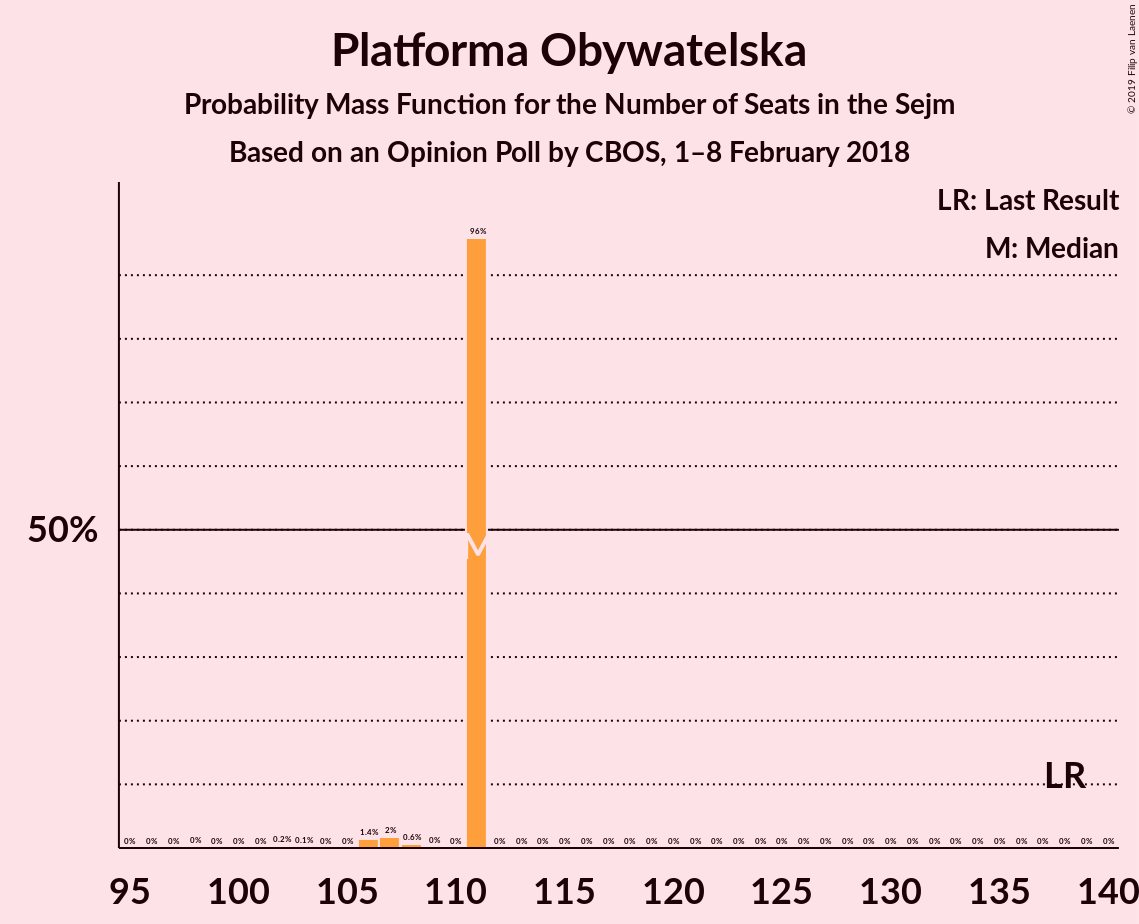 © 2019 Filip van Laenen
Platforma Obywatelska
Probability Mass Function for the Number of Seats in the Sejm
Based on an Opinion Poll by CBOS, 1–8 February 2018
LR: Last Result
M: Median
96%
50%
M
LR
0% 0% 0% 0% 0% 0% 0% 0.2% 0.1% 0% 0% 1.4% 2% 0.6% 0% 0% 0% 0% 0% 0% 0% 0% 0% 0% 0% 0% 0% 0% 0% 0% 0% 0% 0% 0% 0% 0% 0% 0% 0% 0% 0% 0% 0% 0% 0%
95 100 105 110 115 120 125 130 135 140